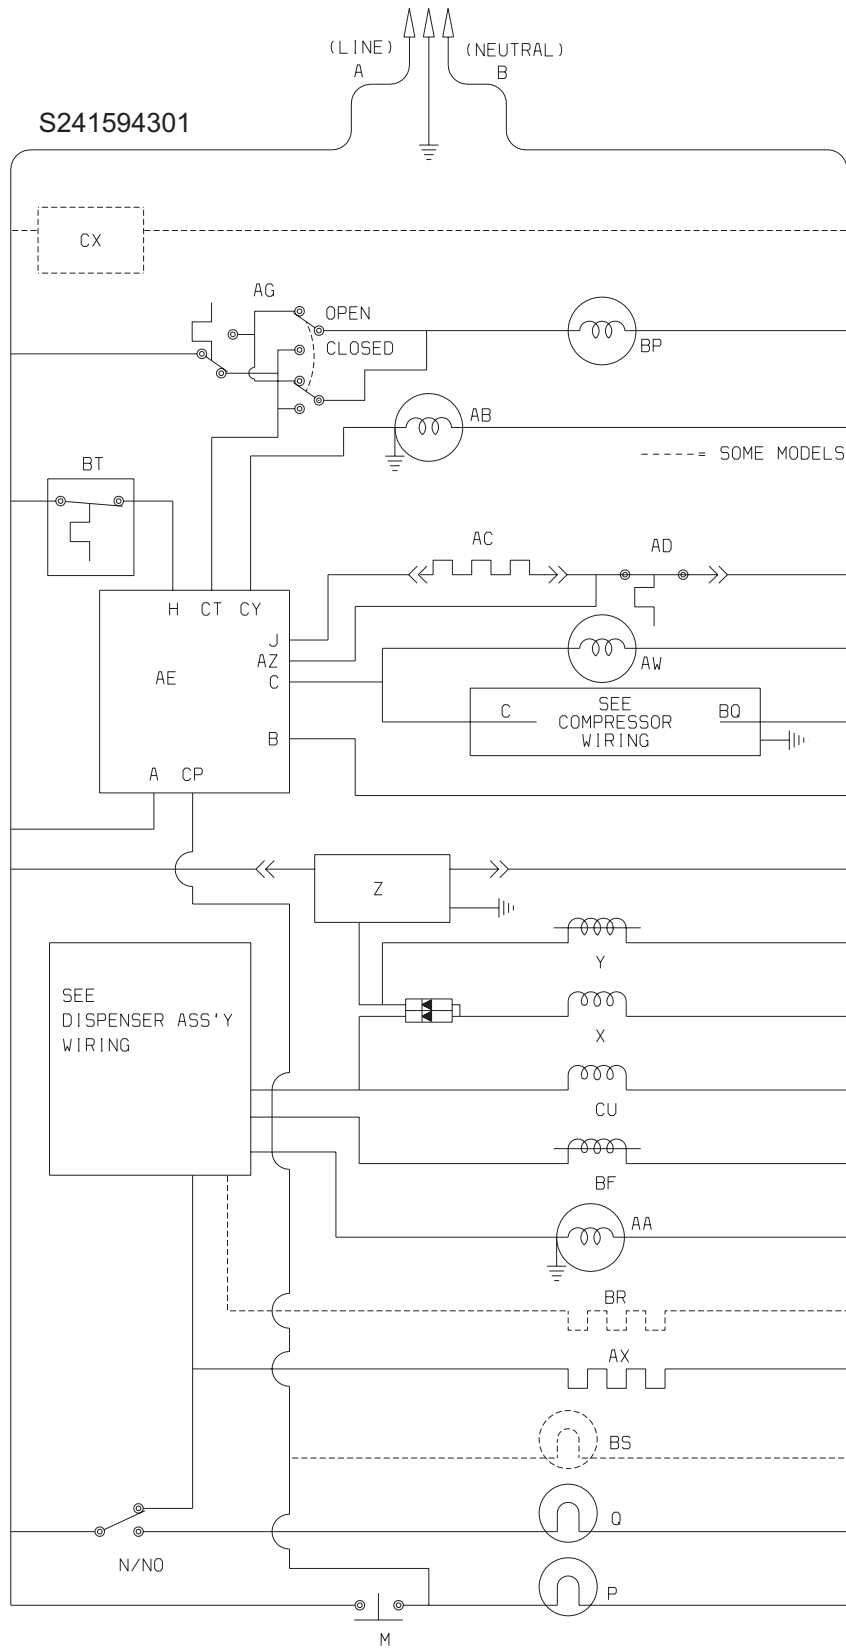 (LINE)
A
(NEUTRAL)
B
S241594301
CX
AG
OPEN
CLOSED
BP
AB
-----= SOME MODELS
BT
AC
AD
H CT CY
J
AZ
C
AE
AW
B
C
SEE
COMPRESSOR
WIRING
BQ
A CP
Z
Y
SEE
DISPENSER ASS'Y
WIRING
X
CU
BF
AA
BR
AX
BS
Q
N/NO
P
M